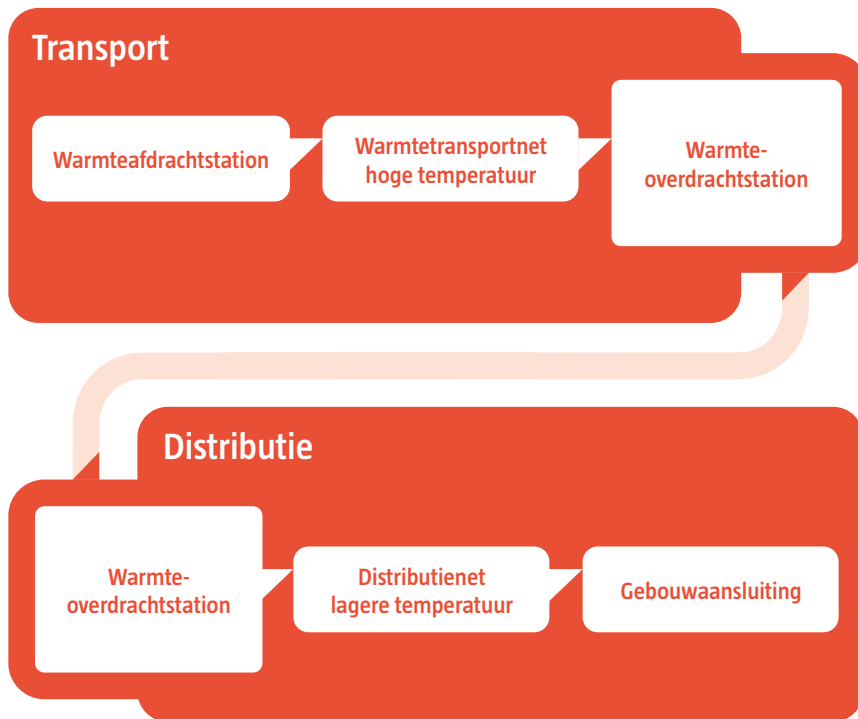 Transport
Warmteafdrachtstation
Warmtetransportnet
hoge temperatuur
Warmte-
overdrachtstation
Distributie
Warmte-
overdrachtstation
Distributienet
lagere temperatuur
Gebouwaansluiting